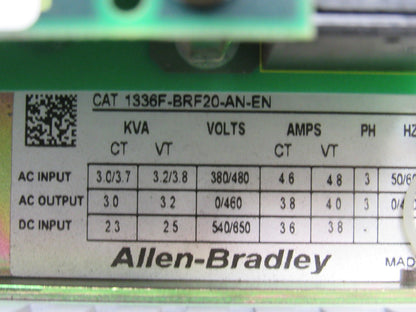 CAT 1336F-BRF20-AN-EN
KVA VOLTS AMPS PH HZ
CT VT CT VT
AC INPUT 3.0/3.7 3.2/3.8 380/480 4.6 4.8 3 50/60
AC OUTPUT 3.0 3.2 0/460 3.8 4.0 3
DC INPUT 2.3 2.5 540/650 3.6 3.8 -
Allen-Bradley MAD